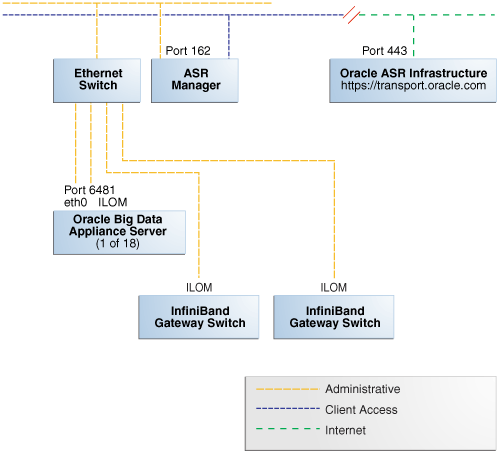 Port 162
Port 443
Ethernet
Switch
ASR
Manager
Oracle ASR Infrastructure
https://transport.oracle.com
Port 6481
eth0 ILOM
Oracle Big Data
Appliance Server
(1 of 18)
ILOM
ILOM
InfiniBand
Gateway Switch
InfiniBand
Gateway Switch
Administrative
Client Access
Internet